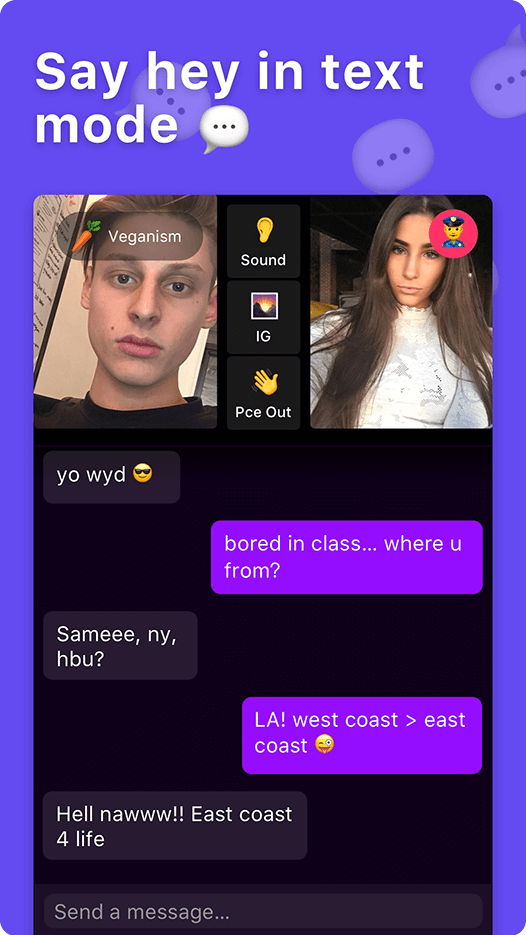 Say hey in text
mode
Veganism
Sound
IG
Pce Out
yo wyd 😎
bored in class... where u
from?
Sameee, ny,
hbu?
LA! west coast > east
coast 😜
Hell nawww!! East coast
4 life
Send a message...